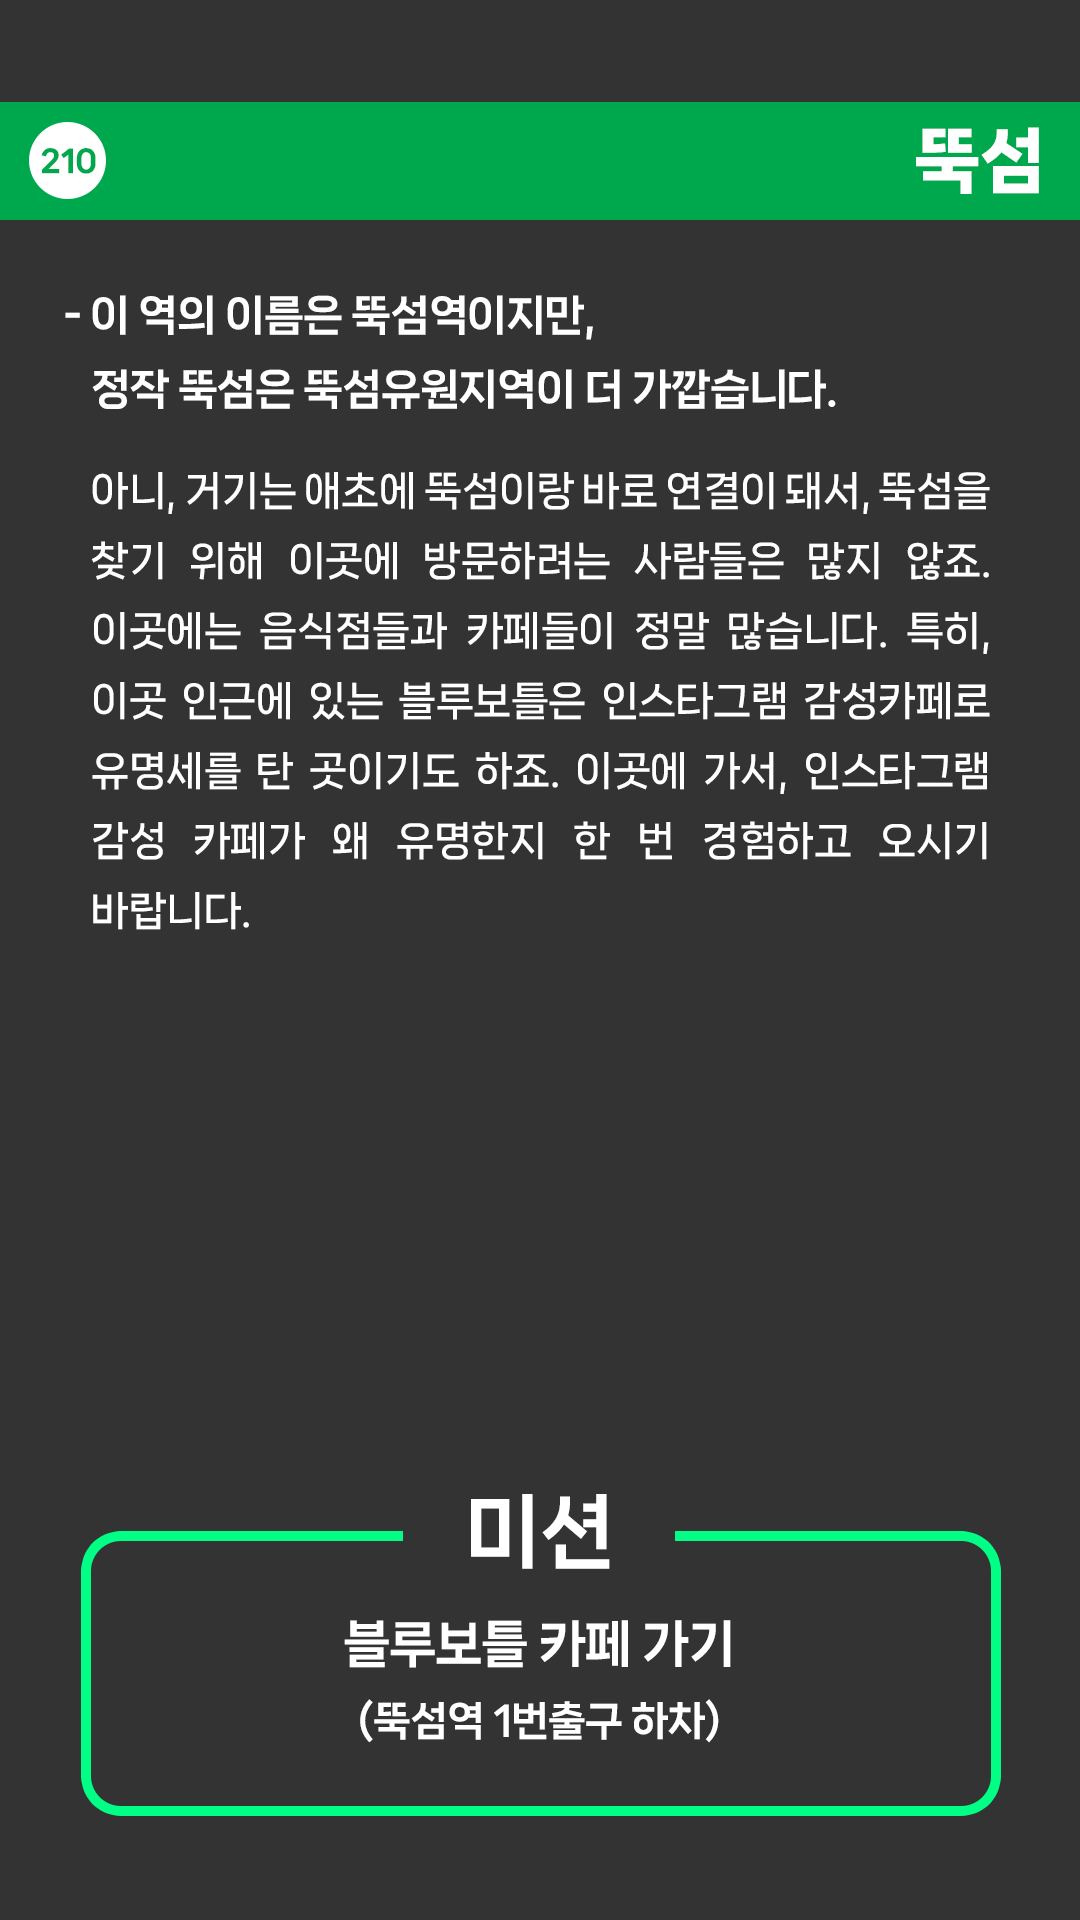 210
뚝섬
- 이 역의 이름은 뚝섬역이지만,
정작 뚝섬은 뚝섬유원지역이 더 가깝습니다.
아니, 거기는 애초에 뚝섬이랑 바로 연결이 돼서, 뚝섬을
찾기 위해 이곳에 방문하려는 사람들은 많지 않죠.
이곳에는 음식점들과 카페들이 정말 많습니다. 특히,
이곳 인근에 있는 블루보틀은 인스타그램 감성카페로
유명세를 탄 곳이기도 하죠. 이곳에 가서, 인스타그램
감성 카페가 왜 유명한지 한 번 경험하고 오시기
바랍니다.
미션
블루보틀 카페 가기
(뚝섬역 1번출구 하차)